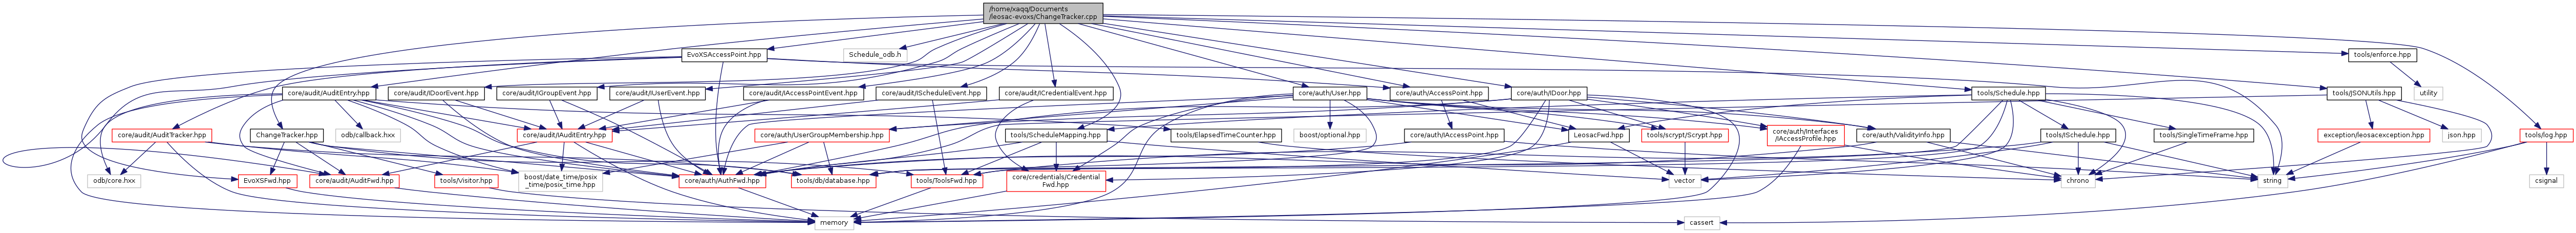 /home/xaqq/Documents
/leosac-evoxs/ChangeTracker.cpp
EvoXSAccessPoint.hpp
Schedule_odb.h
tools/enforce.hpp
core/audit/AuditEntry.hpp
core/audit/IDoorEvent.hpp
core/audit/IGroupEvent.hpp
core/audit/IUserEvent.hpp
core/audit/IAccessPointEvent.hpp
core/audit/IScheduleEvent.hpp
core/audit/ICredentialEvent.hpp
core/auth/User.hpp
core/auth/AccessPoint.hpp
core/auth/Door.hpp
tools/Schedule.hpp
tools/JSONUtils.hpp
utility
core/audit/AuditTracker.hpp
ChangeTracker.hpp
odb/callback.hxx
core/audit/IAuditEntry.hpp
core/auth/UserGroupMembership.hpp
tools/ScheduleMapping.hpp
tools/ElapsedTimeCounter.hpp
boost/optional.hpp
core/auth/IAccessPoint.hpp
LeosacFwd.hpp
tools/scrypt/Scrypt.hpp
core/auth/Interfaces
/IAccessProfile.hpp
core/auth/ValidityInfo.hpp
tools/ISchedule.hpp
tools/SingleTimeFrame.hpp
exception/leosacexception.hpp
json.hpp
tools/log.hpp
odb/core.hxx
EvoXSFwd.hpp
core/audit/AuditFwd.hpp
tools/Visitor.hpp
boost/date_time/posix
_time/posix_time.hpp
core/auth/AuthFwd.hpp
tools/db/database.hpp
tools/ToolsFwd.hpp
core/credentials/Credential
Fwd.hpp
vector
chrono
string
csignal
memory
cassert